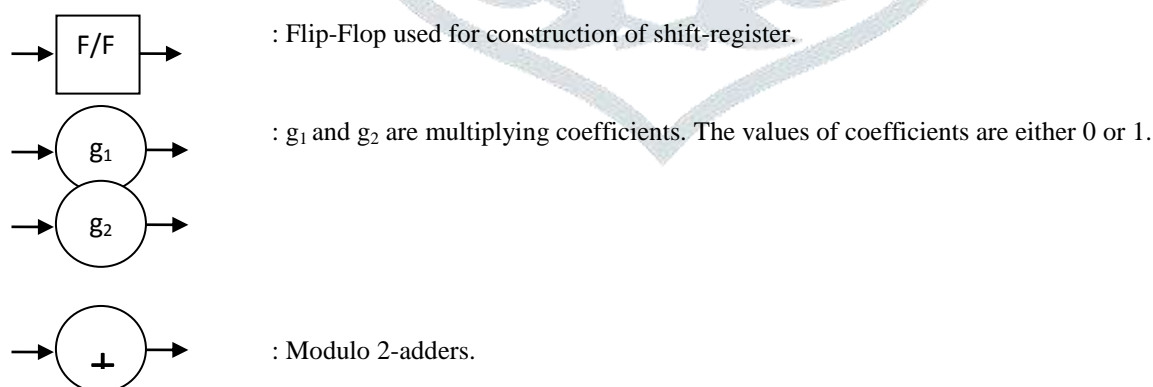 F/F : Flip-Flop used for construction of shift-register.
g₁ : g₁ and g₂ are multiplying coefficients. The values of coefficients are either 0 or 1.
g₂
+ : Modulo 2-adders.